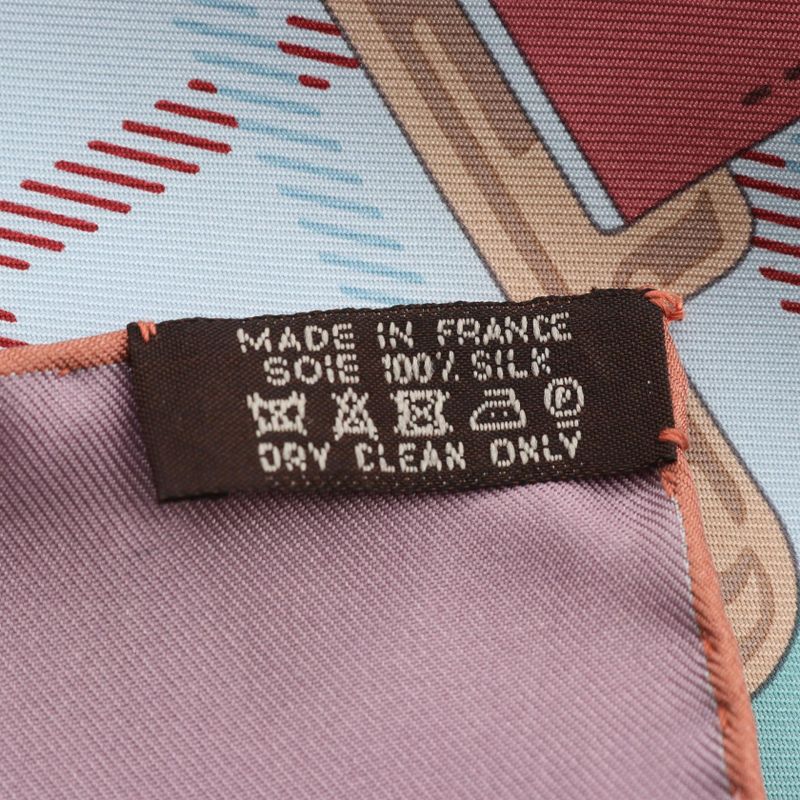 MADE IN FRANCE
SOIE 100% SILK
P
DRY CLEAN ONLY